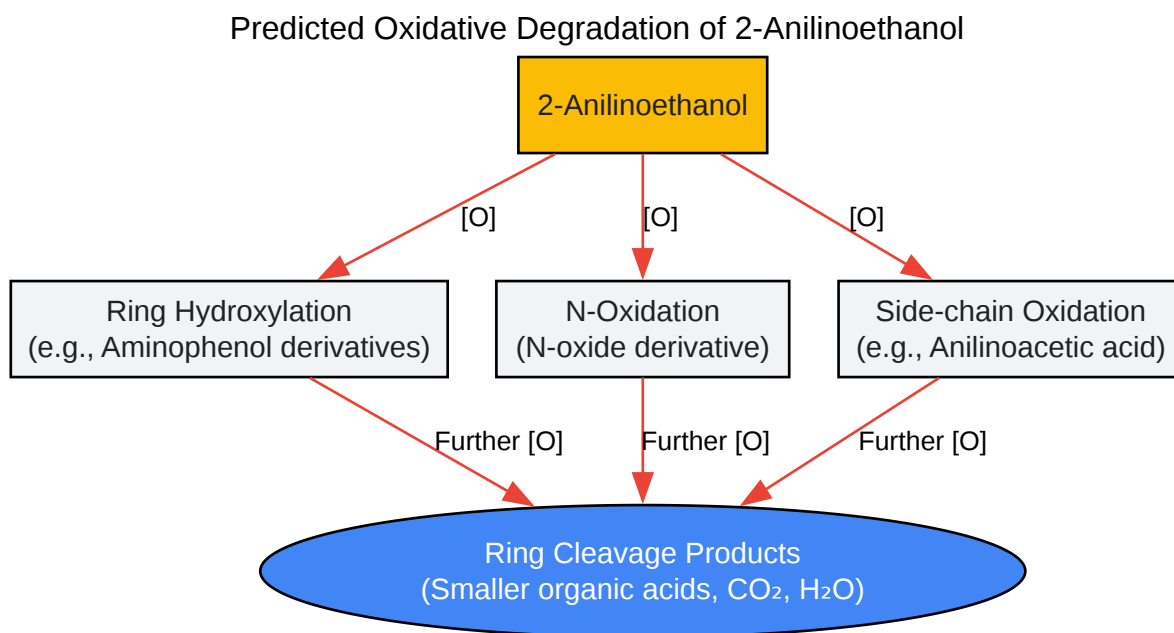 Predicted Oxidative Degradation of 2-Anilinoethanol
2-Anilinoethanol
[O]
[O]
[O]
Ring Hydroxylation
(e.g., Aminophenol derivatives)
N-Oxidation
(N-oxide derivative)
Side-chain Oxidation
(e.g., Anilinoacetic acid)
Further [O]
Further [O]
Further [O]
Ring Cleavage Products
(Smaller organic acids, CO₂, H₂O)